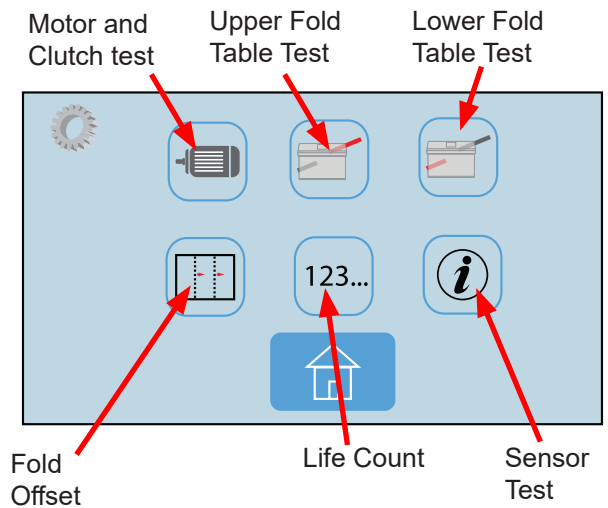 Motor and
Clutch test
Upper Fold
Table Test
Lower Fold
Table Test
123...
i
Fold
Offset
Life Count
Sensor
Test